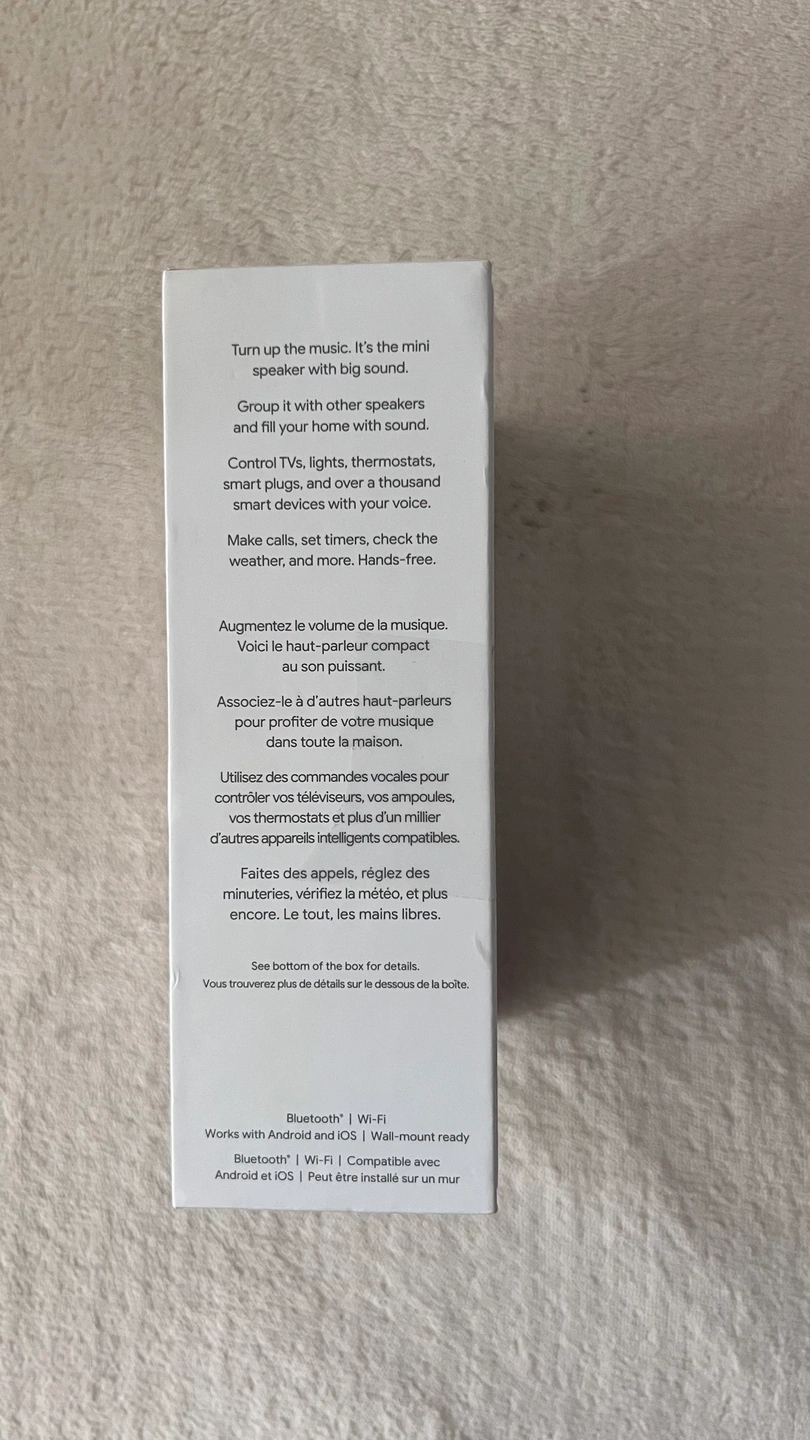 Turn up the music. It's the mini
speaker with big sound.
Group it with other speakers
and fill your home with sound.
Control TVs, lights, thermostats,
smart plugs, and over a thousand
smart devices with your voice.
Make calls, set timers, check the
weather, and more. Hands-free.
Augmentez le volume de la musique.
Voici le haut-parleur compact
au son puissant.
Associez-le à d'autres haut-parleurs
pour profiter de votre musique
dans toute la maison.
Utilisez des commandes vocales pour
contrôler vos téléviseurs, vos ampoules,
vos thermostats et plus d'un millier
d'autres appareils intelligents compatibles.
Faites des appels, réglez des
minuteries, vérifiez la météo, et plus
encore. Le tout, les mains libres.
See bottom of the box for details.
Vous trouverez plus de détails sur le dessous de la boîte.
Bluetooth® | Wi-Fi
Works with Android and iOS | Wall-mount ready
Bluetooth® | Wi-Fi | Compatible avec
Android et iOS | Peut être installé sur un mur